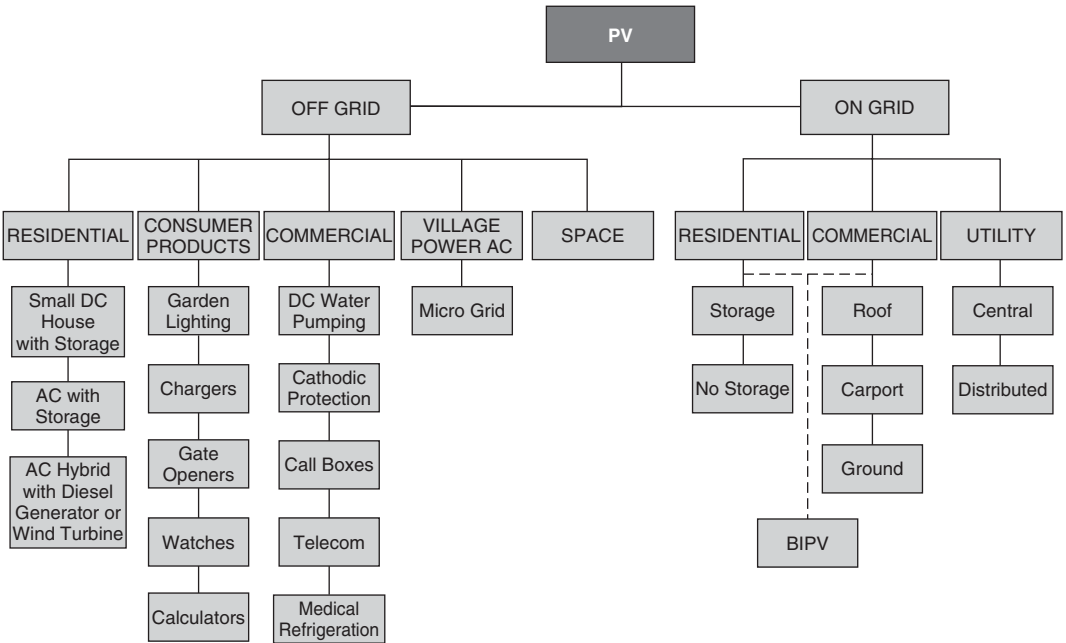 PV
OFF GRID
ON GRID
RESIDENTIAL
CONSUMER
PRODUCTS
COMMERCIAL
VILLAGE
POWER AC
SPACE
RESIDENTIAL
COMMERCIAL
UTILITY
Small DC
House
with Storage
AC with
Storage
AC Hybrid
with Diesel
Generator or
Wind Turbine
Garden
Lighting
Chargers
Gate
Openers
Watches
Calculators
DC Water
Pumping
Cathodic
Protection
Call Boxes
Telecom
Medical
Refrigeration
Micro Grid
Storage
No Storage
Roof
Carport
Ground
BIPV
Central
Distributed